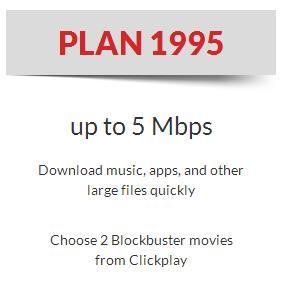 PLAN 1995
up to 5 Mbps
Download music, apps, and other
large files quickly
Choose 2 Blockbuster movies
from Clickplay